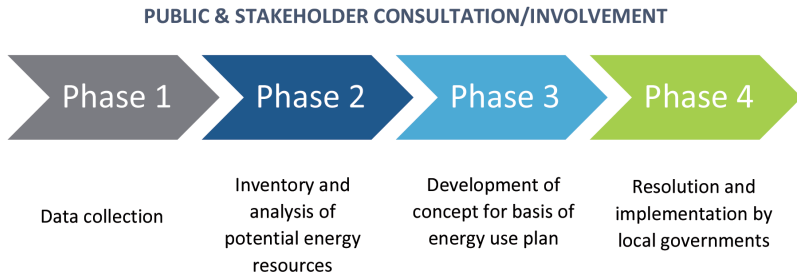 PUBLIC & STAKEHOLDER CONSULTATION/INVOLVEMENT
Phase 1
Phase 2
Phase 3
Phase 4
Data collection
Inventory and
analysis of
potential energy
resources
Development of
concept for basis of
energy use plan
Resolution and
implementation by
local governments